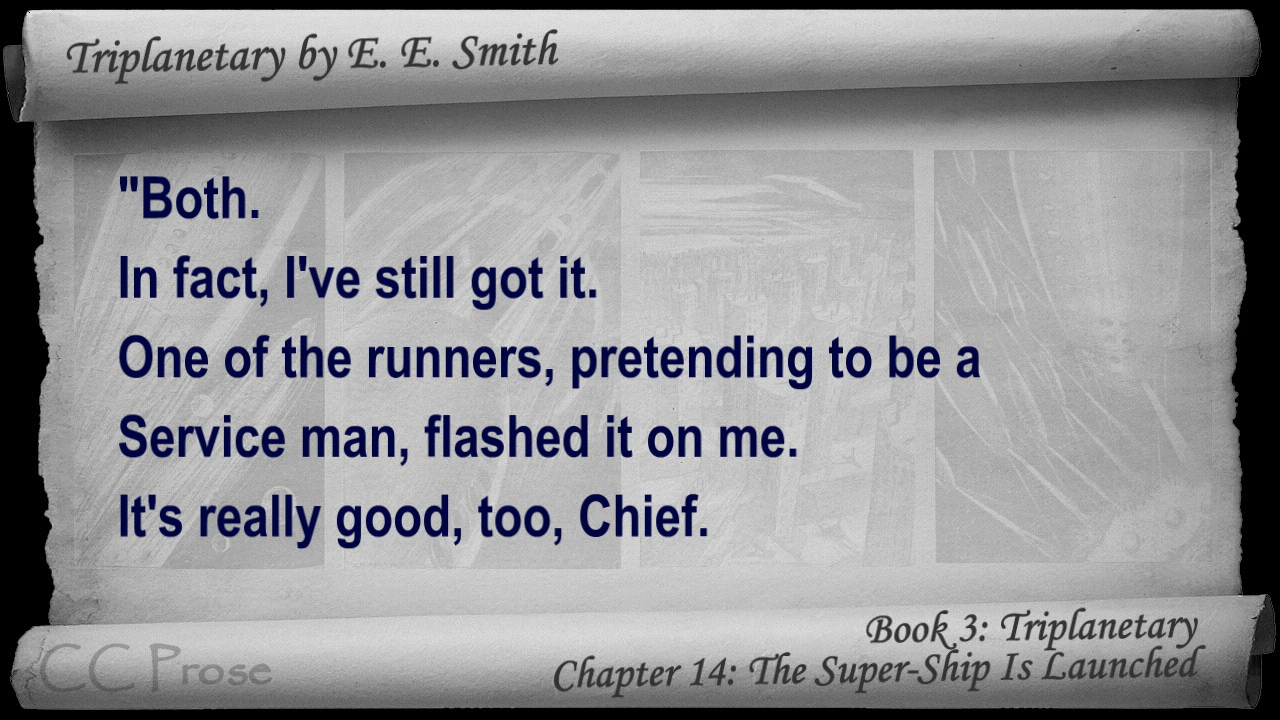 Triplanetary by E. E. Smith
"Both.
In fact, I've still got it.
One of the runners, pretending to be a
Service man, flashed it on me.
It's really good, too, Chief.
Book 3: Triplanetary
Chapter 14: The Super-Ship Is Launched
CC Prose